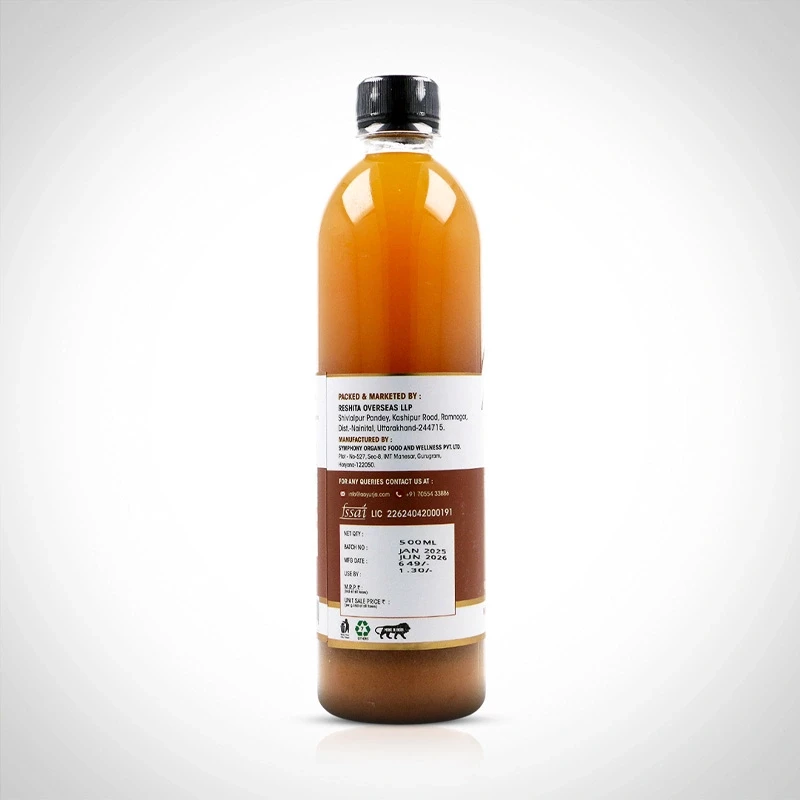 PACKED & MARKETED BY :
RESHITA OVERSEAS LLP
Shivlalpur Pandey, Kashipur Road, Ramnagar,
Dist.-Nainital, Uttarakhand-244715.
MANUFACTURED BY :
SYMPHONY ORGANIC FOOD AND WELLNESS PVT. LTD.
Plot - No-527, Sec-8, IMT Manesar, Gurugram,
Haryana-122050.
FOR ANY QUERIES CONTACT US AT :
+91 70554 33886
fssai LIC 22624042000191
NET QTY :
500ML
BATCH NO :
JAN 2025
MFG DATE :
JUN 2026
649/-
USE BY :
1.30/-
M.R.P ₹ :
UNIT SALE PRICE ₹ :